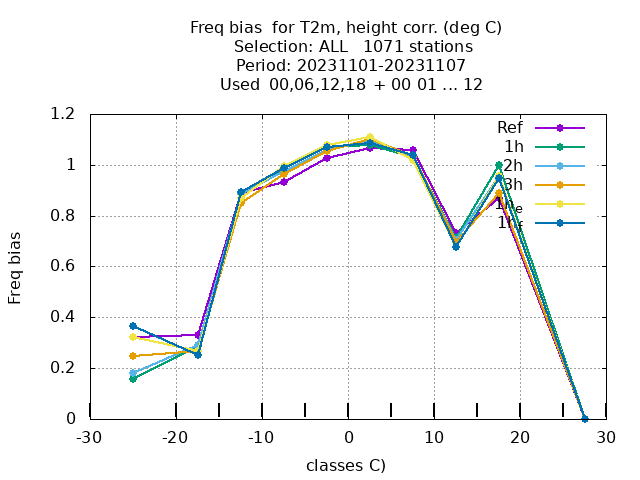 Freq bias  for T2m, height corr. (deg C)
Selection: ALL   1071 stations
Period: 20231101-20231107
Used  00,06,12,18  + 00 01 ... 12
Freq bias
1.2
1
0.8
0.6
0.4
0.2
0
-30
-20
-10
0
10
20
30
classes C)
Ref
1h
2h
3h
1h_e
1h_f